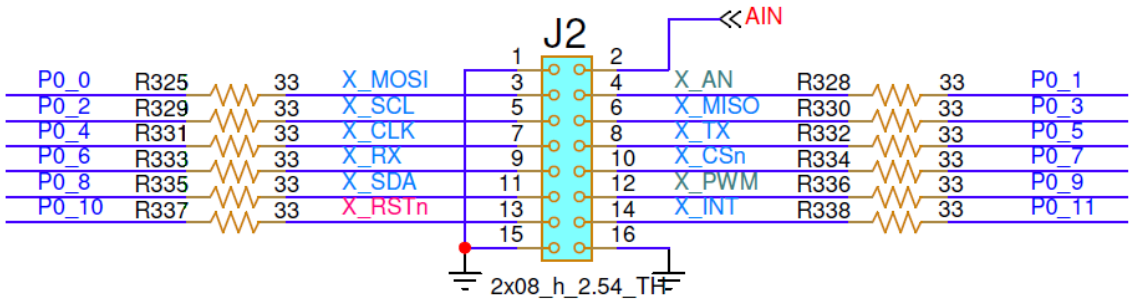 AIN
J2
1 2
P0_0 R325 33 X_MOSI 3 4 X_AN R328 33 P0_1
P0_2 R329 33 X_SCL 5 6 X_MISO R330 33 P0_3
P0_4 R331 33 X_CLK 7 8 X_TX R332 33 P0_5
P0_6 R333 33 X_RX 9 10 X_CSn R334 33 P0_7
P0_8 R335 33 X_SDA 11 12 X_PWM R336 33 P0_9
P0_10 R337 33 X_RSTn 13 14 X_INT R338 33 P0_11
15 16
2x08_h_2.54_TH